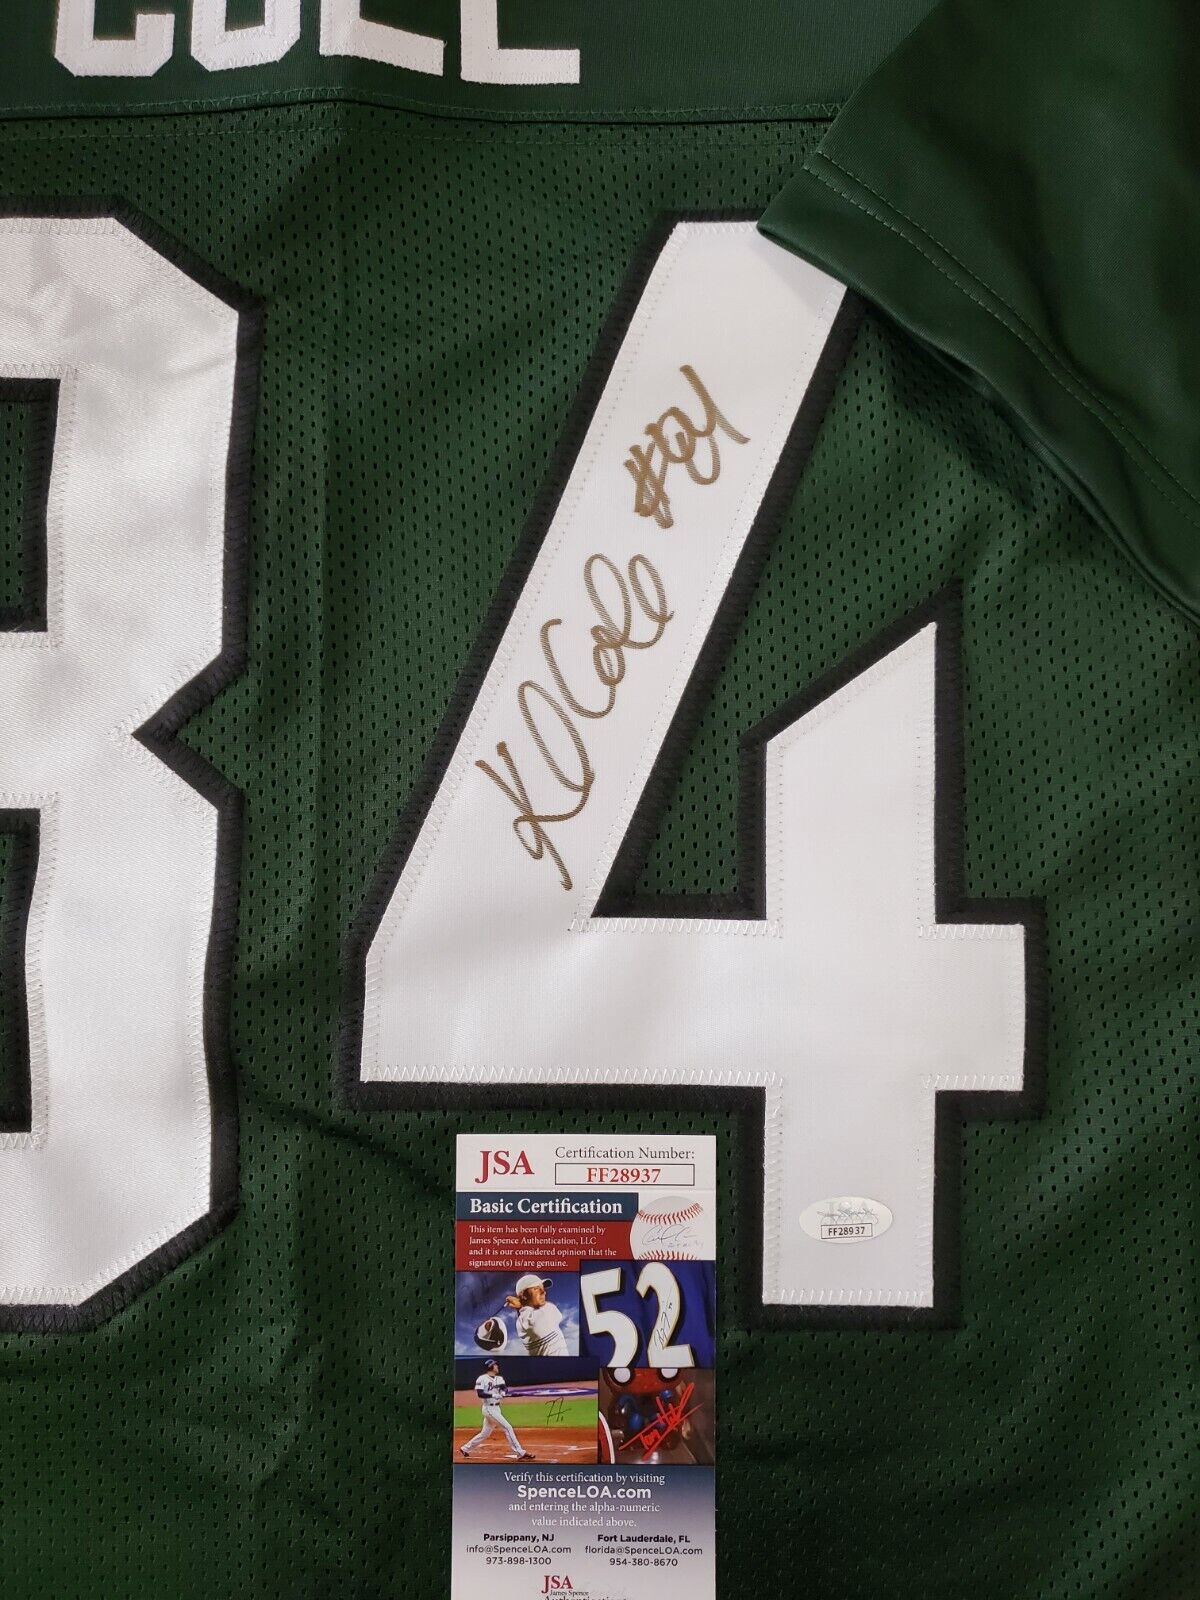 COLE
84
K Cole #84
JSA
Certification Number:
FF28937
Basic Certification
This item has been fully examined by
James Spence Authentication, LLC
and it is our considered opinion that the
signature(s) is/are genuine.
52
FF28937
Verify this certification by visiting
SpenceLOA.com
and entering the alpha-numeric
value indicated above.
Parsippany, NJ
info@SpenceLOA.com
973-898-1300
Fort Lauderdale, FL
florida@SpenceLOA.com
954-380-8670
JSA
James Spence
Authentication